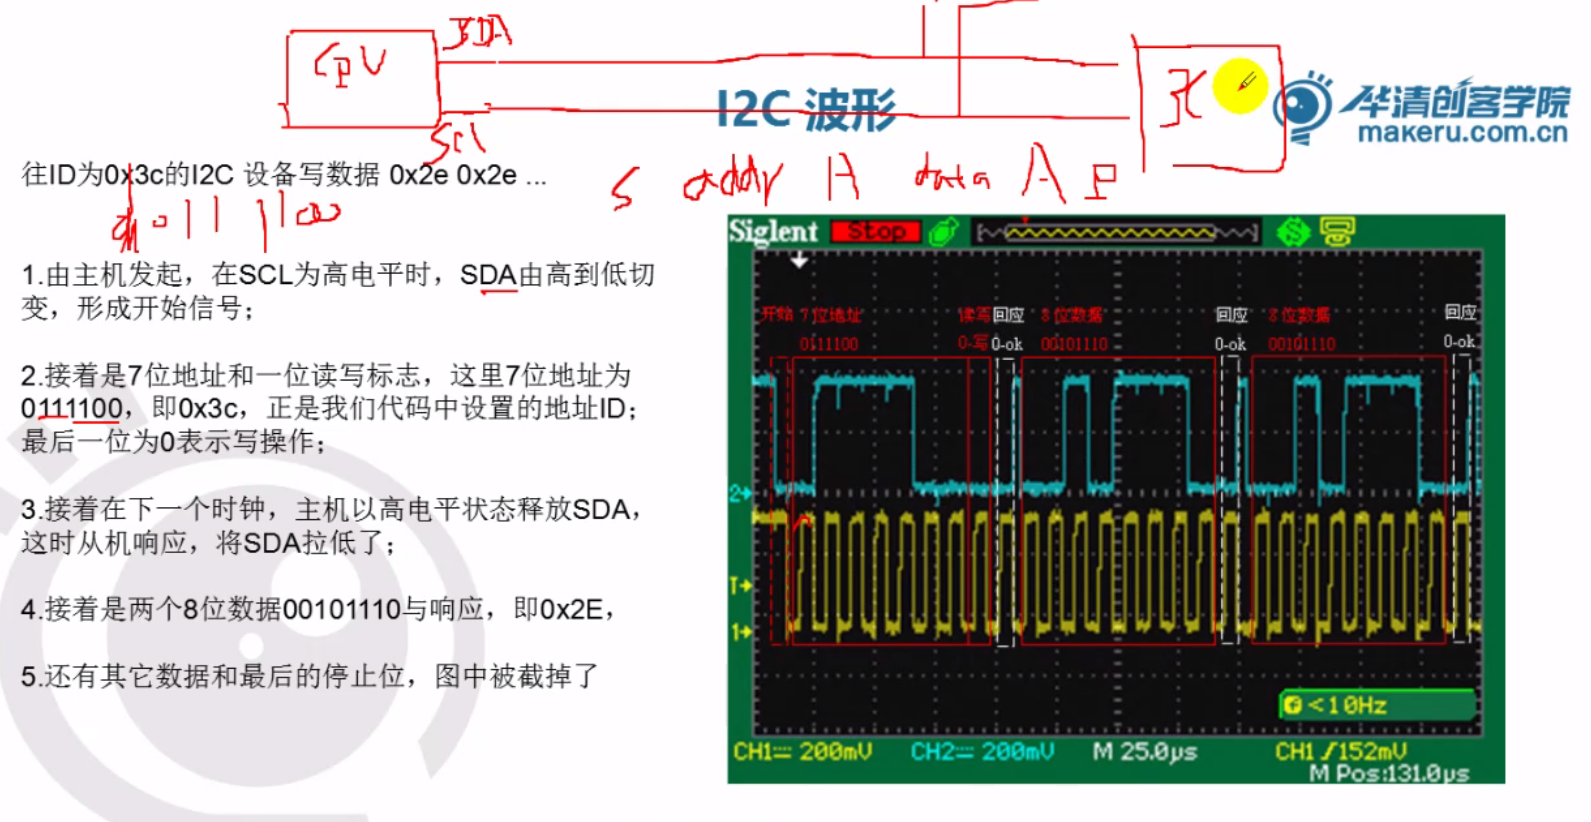 CPU
SDA
SCL
I2C 波形
华清创客学院
makeru.com.cn
往ID为0x3c的I2C 设备写数据 0x2e 0x2e ...
S addr A data A P
011 1100
1.由主机发起，在SCL为高电平时，SDA由高到低切
变，形成开始信号；
2.接着是7位地址和一位读写标志，这里7位地址为
0111100，即0x3c，正是我们代码中设置的地址ID；
最后一位为0表示写操作；
3.接着在下一个时钟，主机以高电平状态释放SDA，
这时从机响应，将SDA拉低了；
4.接着是两个8位数据00101110与响应，即0x2E，
5.还有其它数据和最后的停止位，图中被截掉了
Siglent Stop
开始 7位地址 读写 回应 8位数据 回应 8位数据 回应
0111100 0-写 0-ok 00101110 0-ok 00101110 0-ok
2
T
1
<10Hz
CH1 200mV CH2 200mV M 25.0µs CH1 152mV
M Pos:131.0µs